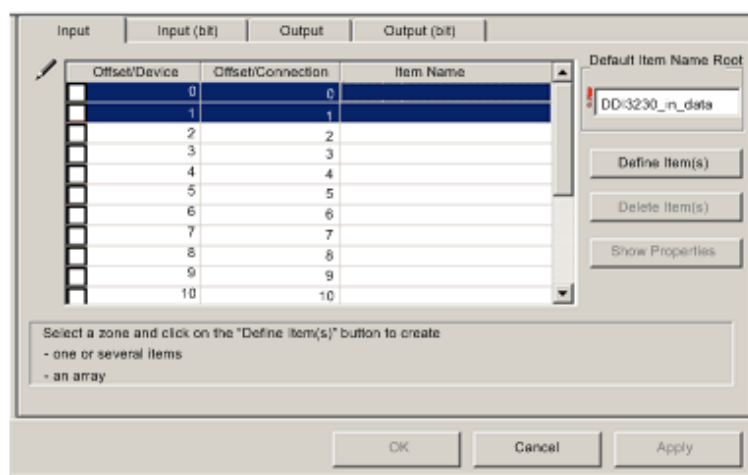 Input Input (bit) Output Output (bit)
Offset/Device Offset/Connection Item Name
0 0
1 1
2 2
3 3
4 4
5 5
6 6
7 7
8 8
9 9
10 10
Default Item Name Root
DDI3230_in_data
Define Item(s)
Delete Item(s)
Show Properties
Select a zone and click on the "Define Item(s)" button to create
- one or several items
- an array
OK Cancel Apply